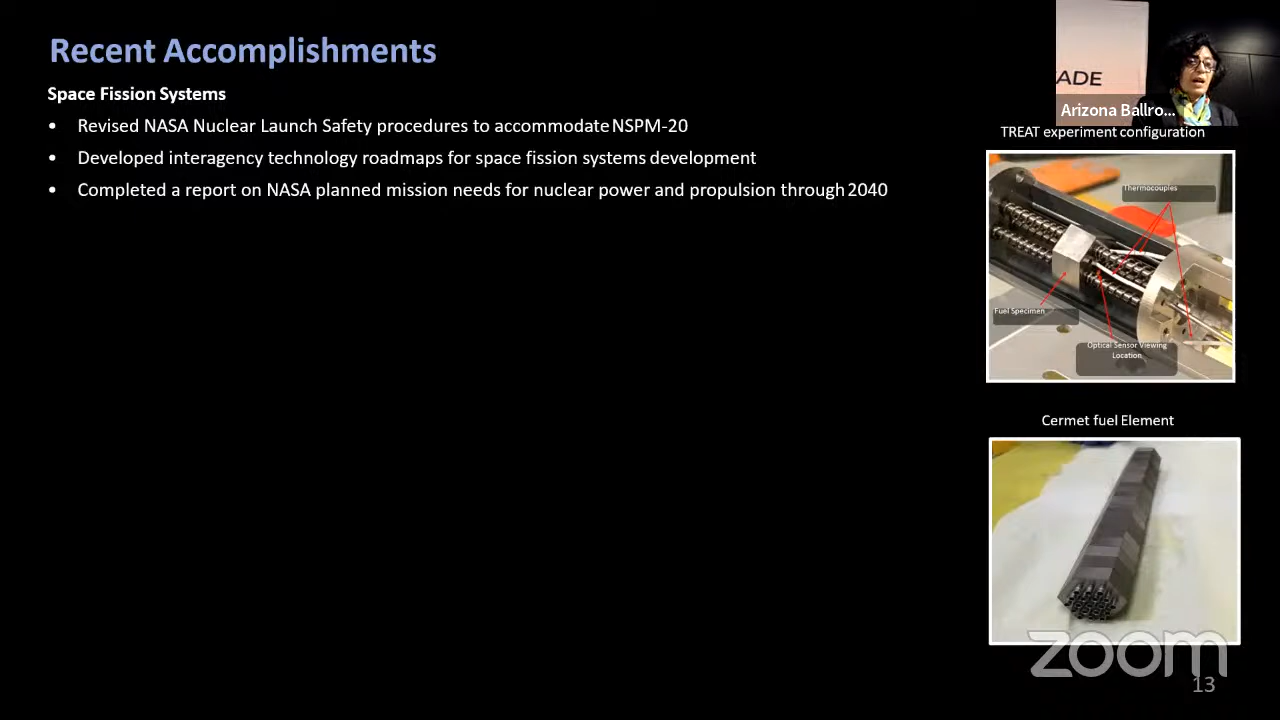 Recent Accomplishments
ADE
Arizona Ballro...
Space Fission Systems
• Revised NASA Nuclear Launch Safety procedures to accommodate NSPM-20
• Developed interagency technology roadmaps for space fission systems development
• Completed a report on NASA planned mission needs for nuclear power and propulsion through 2040
TREAT experiment configuration
Thermocouples
Fuel Specimen
Optical Sensor Viewing
Location
Cermet fuel Element
zoom
13